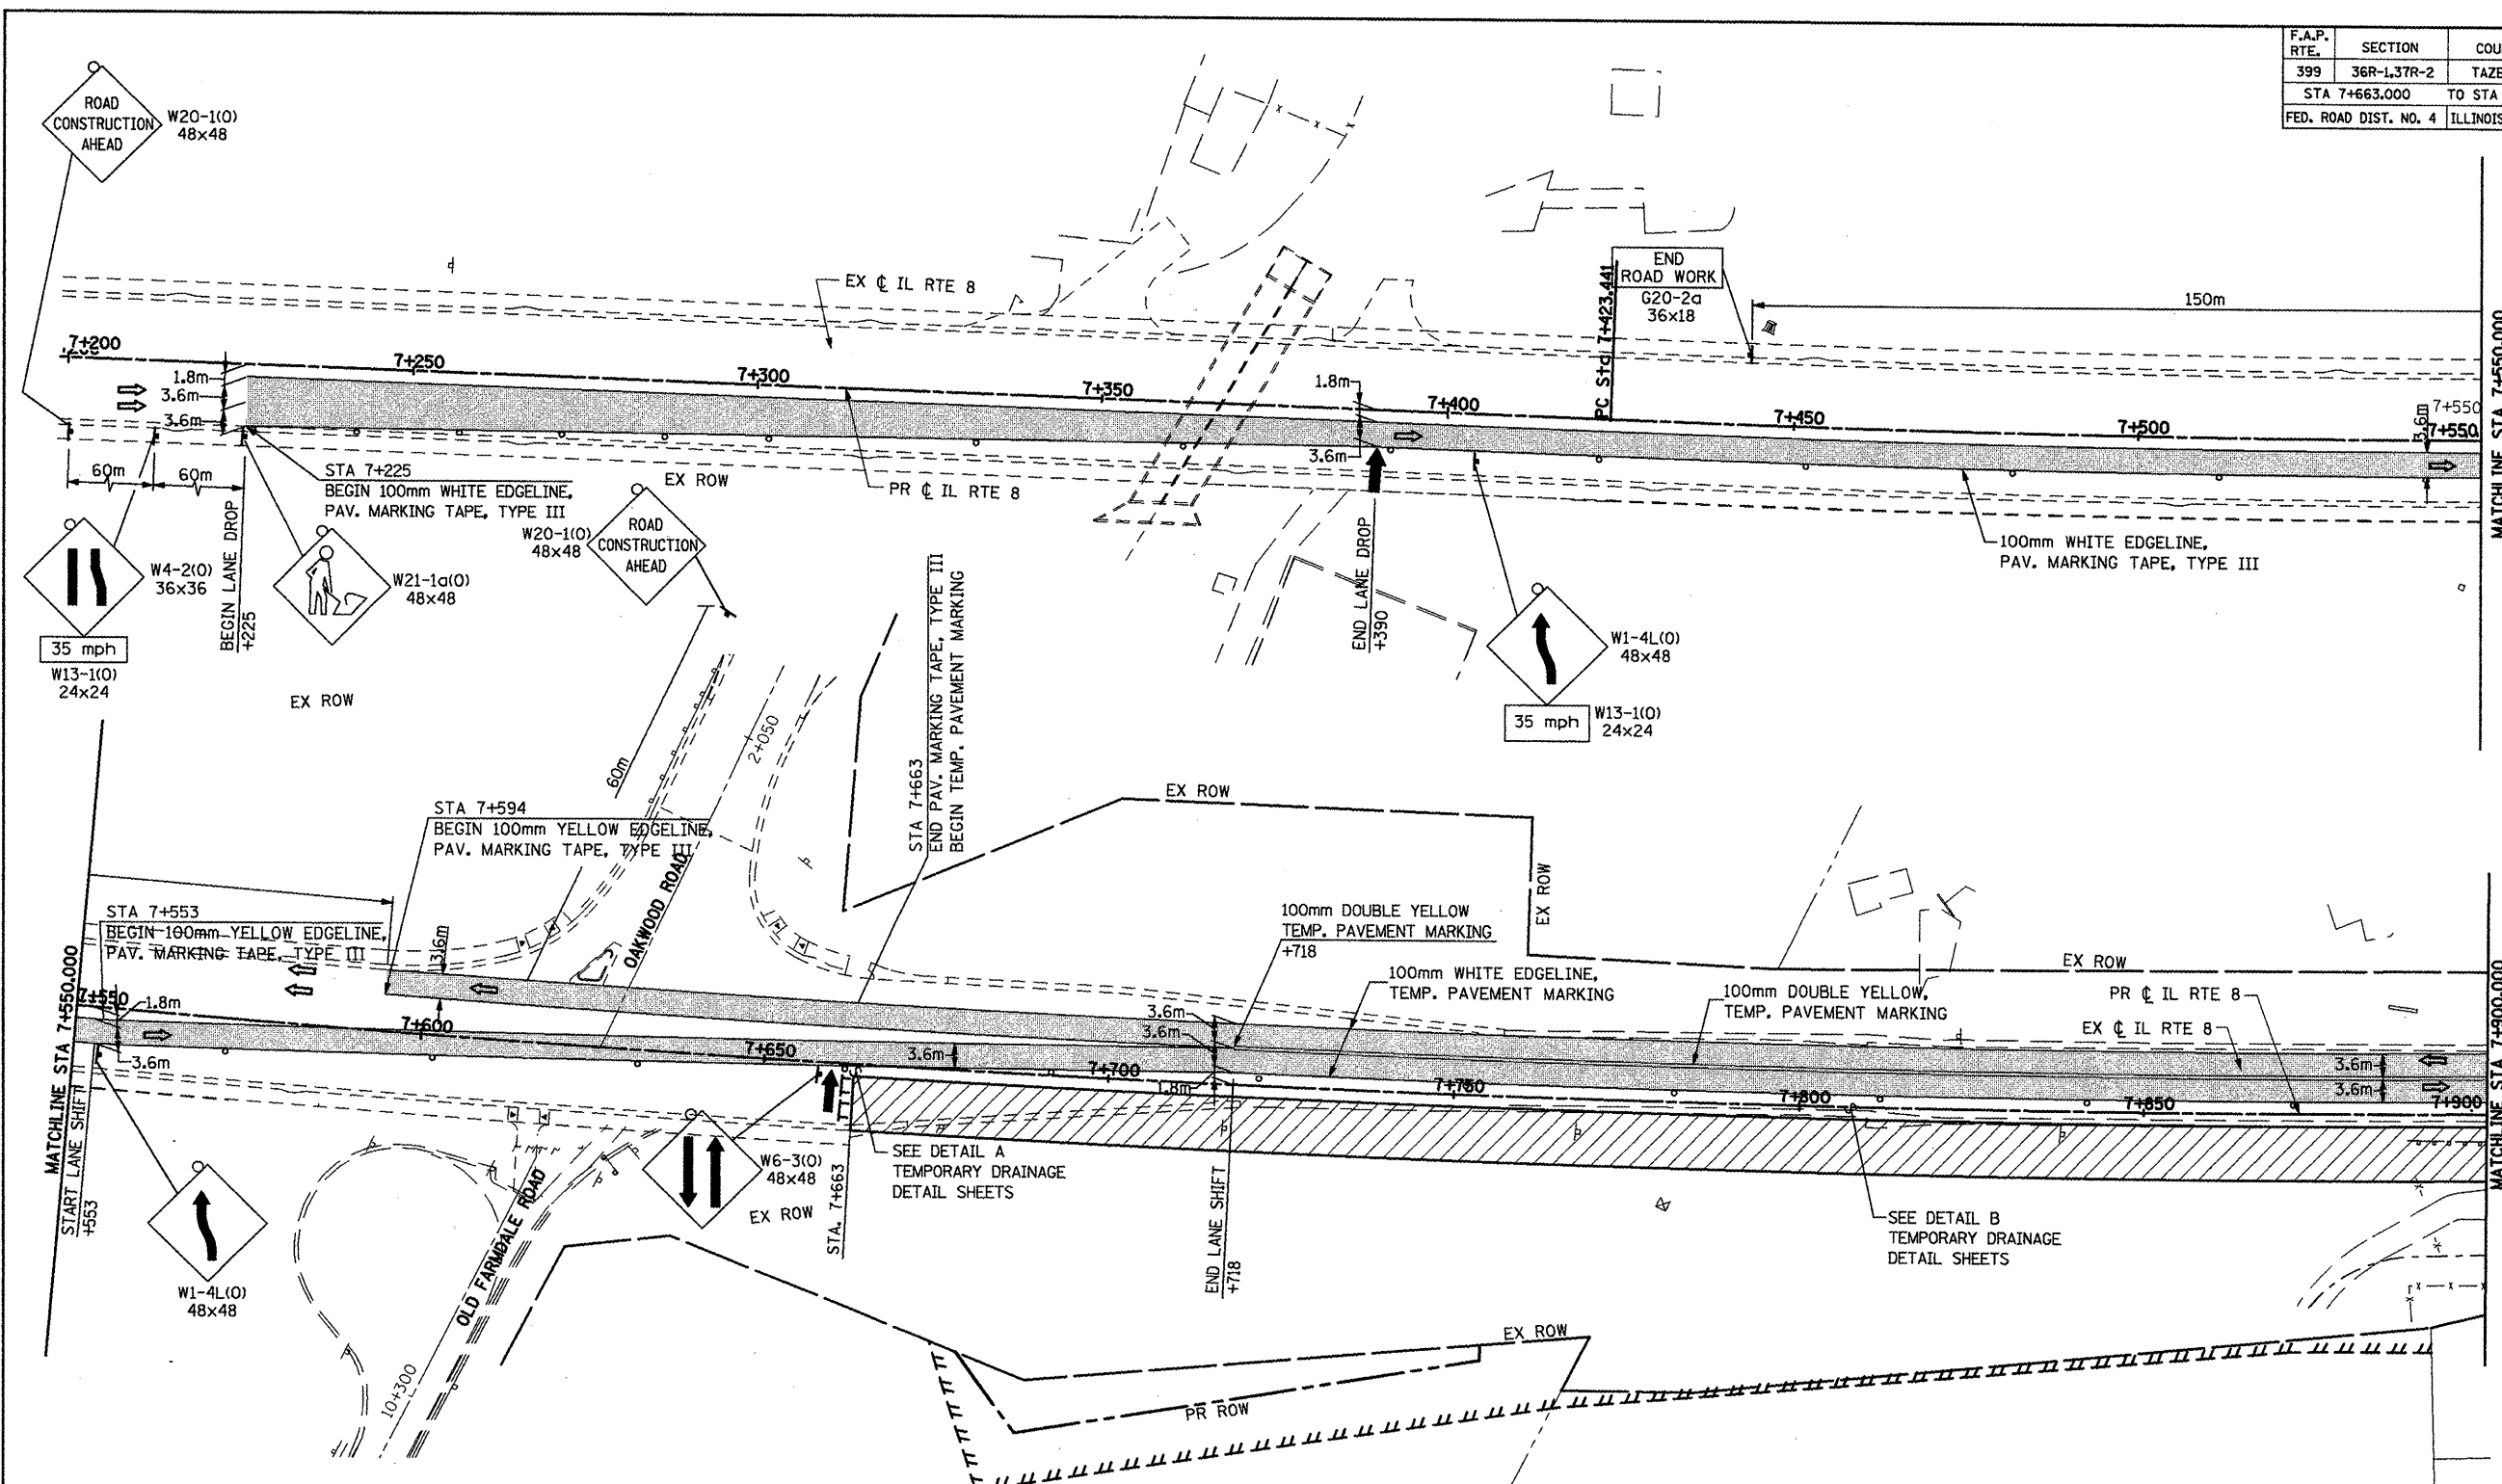 F.A.P.
RTE.
SECTION
COU
399
36R-1,37R-2
TAZE
STA 7+663.000
TO STA
FED. ROAD DIST. NO. 4
ILLINOIS
ROAD
CONSTRUCTION
AHEAD
W20-1(O)
48x48
EX ℄ IL RTE 8
END
ROAD WORK
G20-2a
36x18
150m
PC Sta 7+423.441
7+200
7+250
7+300
7+350
7+400
7+450
7+500
7+550
7+550
1.8m
3.6m
3.6m
1.8m
3.6m
3.6m
MATCHLINE STA 7+550.000
60m
60m
STA 7+225
BEGIN 100mm WHITE EDGELINE,
PAV. MARKING TAPE, TYPE III
EX ROW
PR ℄ IL RTE 8
BEGIN LANE DROP
+225
W4-2(O)
36x36
35 mph
W13-1(O)
24x24
W21-1a(O)
48x48
W20-1(O)
48x48
ROAD
CONSTRUCTION
AHEAD
END LANE DROP
+390
W1-4L(O)
48x48
35 mph
W13-1(O)
24x24
100mm WHITE EDGELINE,
PAV. MARKING TAPE, TYPE III
EX ROW
60m
2+050
STA 7+663
END PAV. MARKING TAPE, TYPE III
BEGIN TEMP. PAVEMENT MARKING
STA 7+594
BEGIN 100mm YELLOW EDGELINE,
PAV. MARKING TAPE, TYPE III
OAKWOOD ROAD
EX ROW
EX ROW
STA 7+553
BEGIN 100mm YELLOW EDGELINE,
PAV. MARKING TAPE, TYPE III
3.6m
100mm DOUBLE YELLOW
TEMP. PAVEMENT MARKING
+718
100mm WHITE EDGELINE,
TEMP. PAVEMENT MARKING
100mm DOUBLE YELLOW,
TEMP. PAVEMENT MARKING
EX ROW
PR ℄ IL RTE 8
EX ℄ IL RTE 8
MATCHLINE STA 7+550.000
7+550
7+600
7+650
7+700
7+750
7+800
7+850
7+900
1.8m
3.6m
3.6m
3.6m
3.6m
1.8m
3.6m
3.6m
MATCHLINE STA 7+900.000
START LANE SHIFT
+553
W1-4L(O)
48x48
OLD FARMDALE ROAD
10+300
W6-3(O)
48x48
EX ROW
STA. 7+663
SEE DETAIL A
TEMPORARY DRAINAGE
DETAIL SHEETS
END LANE SHIFT
+718
SEE DETAIL B
TEMPORARY DRAINAGE
DETAIL SHEETS
EX ROW
PR ROW